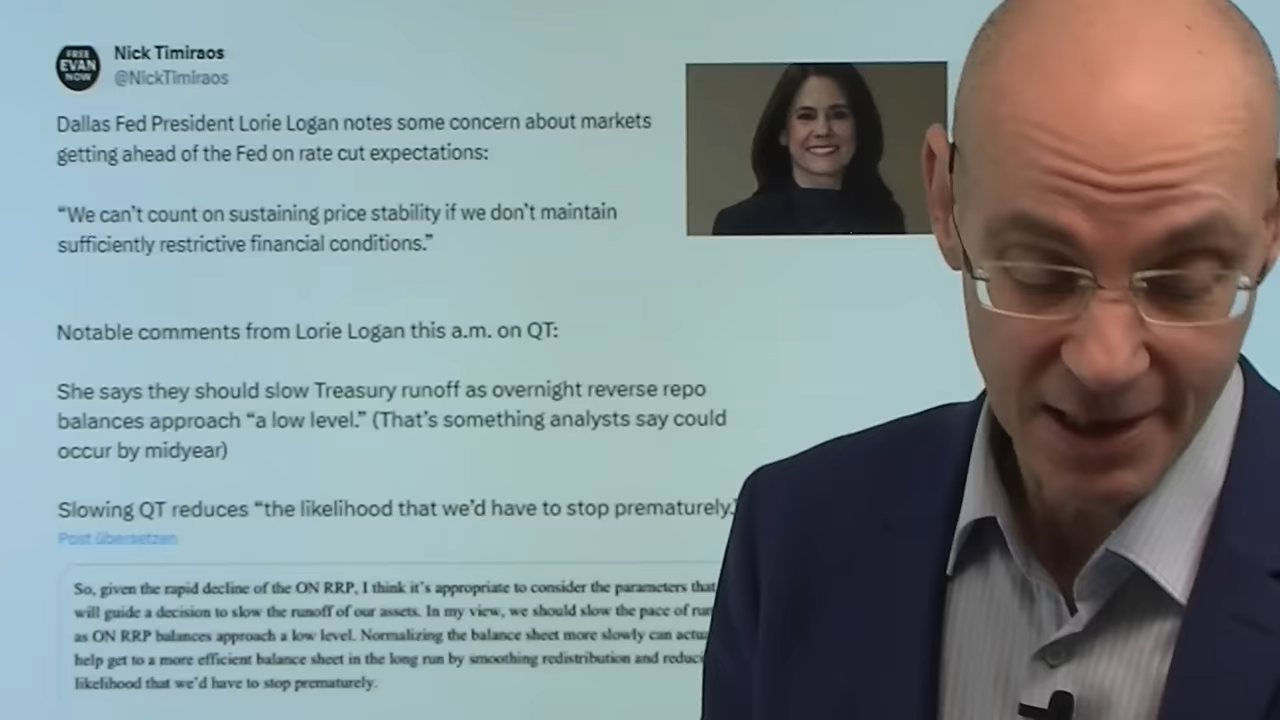 FREE
EVAN
NOW
Nick Timiraos
@NickTimiraos
Dallas Fed President Lorie Logan notes some concern about markets
getting ahead of the Fed on rate cut expectations:
“We can’t count on sustaining price stability if we don’t maintain
sufficiently restrictive financial conditions.”
Notable comments from Lorie Logan this a.m. on QT:
She says they should slow Treasury runoff as overnight reverse repo
balances approach “a low level.” (That’s something analysts say could
occur by midyear)
Slowing QT reduces “the likelihood that we’d have to stop prematurely.”
Post übersetzen
So, given the rapid decline of the ON RRP, I think it’s appropriate to consider the parameters that
will guide a decision to slow the runoff of our assets. In my view, we should slow the pace of
as ON RRP balances approach a low level. Normalizing the balance sheet more slowly can
help get to a more efficient balance sheet in the long run by smoothing redistribution and
likelihood that we’d have to stop prematurely.